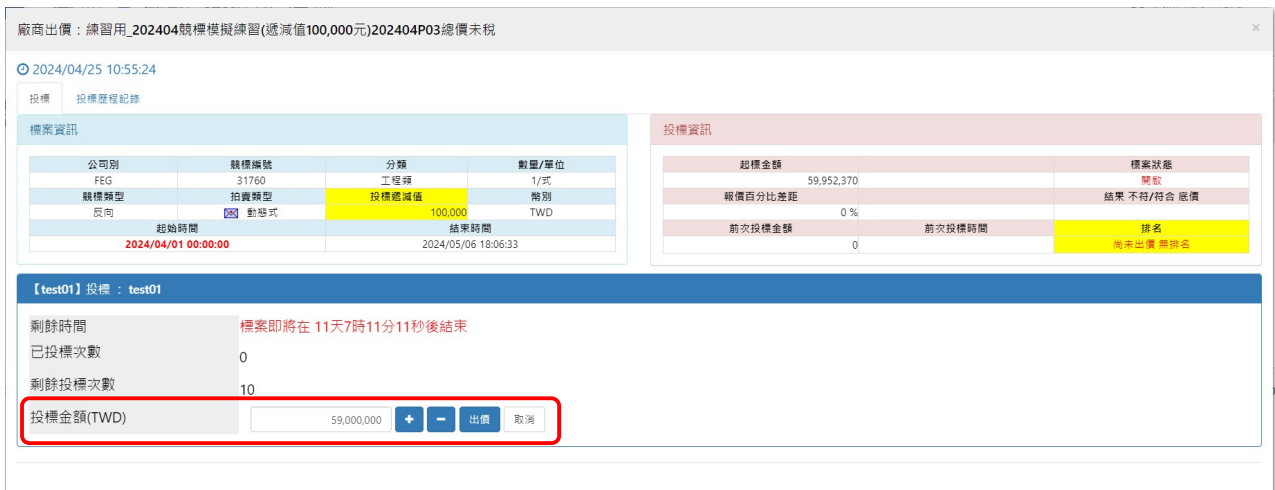 廠商出價：練習用_202404競標模擬練習(遞減值100,000元)202404P03總價未稅 ×
2024/04/25 10:55:24
投標 投標歷程記錄
標案資訊
公司別 競標編號 分類 數量/單位
FEG 31760 工程類 1/式
競標類型 拍賣類型 投標遞減值 幣別
反向 動態式 100,000 TWD
起始時間 結束時間
2024/04/01 00:00:00 2024/05/06 18:06:33
投標資訊
起標金額 標案狀態
59,952,370 開啟
報價百分比差距 結果 不符/符合 底價
0 %
前次投標金額 前次投標時間 排名
0 尚未出價 無排名
【test01】投標 ： test01
剩餘時間 標案即將在 11天7時11分11秒後結束
已投標次數 0
剩餘投標次數 10
投標金額(TWD) 59,000,000 + − 出價 取消